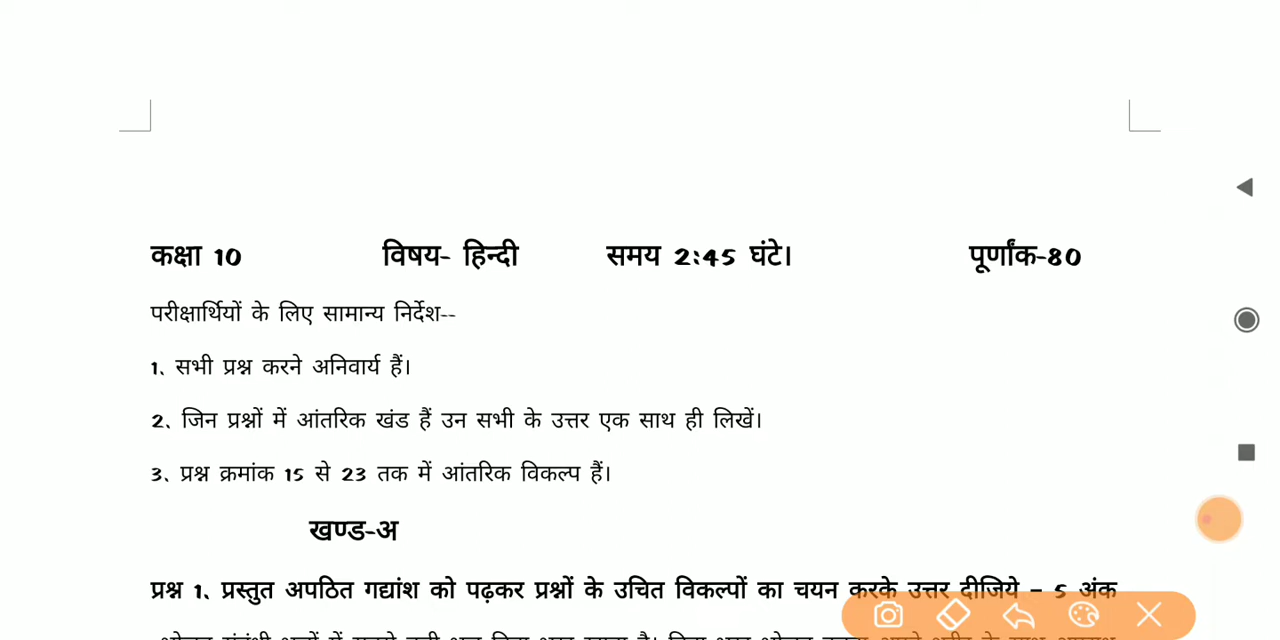 कक्षा 10 विषय- हिन्दी समय 2:45 घंटे। पूर्णांक-80
परीक्षार्थियों के लिए सामान्य निर्देश--
1. सभी प्रश्न करने अनिवार्य हैं।
2. जिन प्रश्नों में आंतरिक खंड हैं उन सभी के उत्तर एक साथ ही लिखें।
3. प्रश्न क्रमांक 15 से 23 तक में आंतरिक विकल्प हैं।
खण्ड-अ
प्रश्न 1. प्रस्तुत अपठित गद्यांश को पढ़कर प्रश्नों के उचित विकल्पों का चयन करके उत्तर दीजिये - 5 अंक